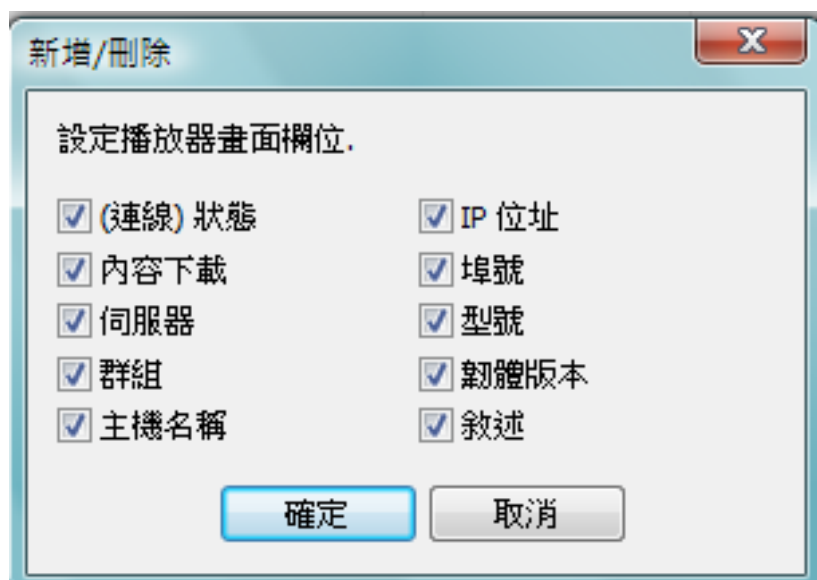 新增/刪除
設定播放器畫面欄位.
(連線) 狀態
IP 位址
內容下載
埠號
伺服器
型號
群組
韌體版本
主機名稱
敘述
確定
取消